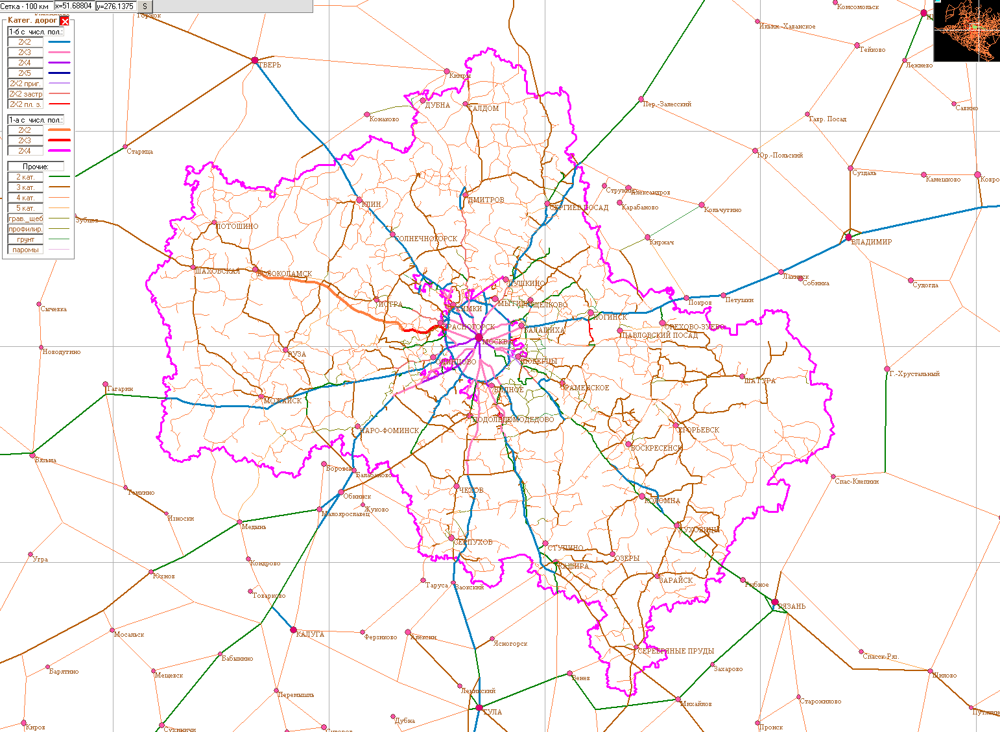 Сетка - 100 км x=51.68804 y=276.1375 S
Катег. дорог
1-б с числ. пол.:
2X2
2X3
2X4
2X5
2X2 приг.
2X2 застр
2X2 пл. з.
1-а с числ. пол.:
2X2
2X3
2X4
Прочие:
2 кат.
3 кат.
4 кат.
5 кат.
грав._щеб
профилир.
грунт
паромы
Комсомольск
Ильин.-Хаванское
Тейково
Лежнево
ТВЕРЬ
Кимры
ДУБНА
ТАЛДОМ
Конаково
Пер.-Залесский
Гавр. Посад
Савино
Старица
Юр.-Польский
Суздаль
Камешково
Ковро
Струнино
Александров
Карабаново
Кольчугино
КЛИН
ДМИТРОВ
СЕРГИЕВ ПОСАД
Зубцов
ЛОТОШИНО
СОЛНЕЧНОГОРСК
Киржач
ВЛАДИМИР
ШАХОВСКАЯ
ВОЛОКОЛАМСК
ПУШКИНО
Лакинск
Собинка
Судогда
Сычевка
ИСТРА
ХИМКИ
МЫТИЩИ
ЩЕЛКОВО
НОГИНСК
Покров
Петушки
КРАСНОГОРСК
БАЛАШИХА
ОРЕХОВО-ЗУЕВО
ПАВЛОВСКИЙ ПОСАД
МОСКВА
Новодугино
РУЗА
ОДИНЦОВО
ЛЮБЕРЦЫ
Г.-Хрустальный
ШАТУРА
Гагарин
МОЖАЙСК
ВИДНОЕ
РАМЕНСКОЕ
НАРО-ФОМИНСК
ПОДОЛЬСК
ДОМОДЕДОВО
ЕГОРЬЕВСК
ВОСКРЕСЕНСК
Вязьма
Боровск
Балабаново
Спас-Клепики
Темкино
Обнинск
ЧЕХОВ
КОЛОМНА
Износки
Малоярославец
Жуково
Медынь
ЛУХОВИЦЫ
СЕРПУХОВ
СТУПИНО
Угра
Кондрово
ОЗЕРЫ
КАШИРА
Юхнов
ЗАРАЙСК
Таруса
Заокский
Рыбное
Товарково
РЯЗАНЬ
Мосальск
КАЛУГА
Ферзиково
Алексин
Ясногорск
СЕРЕБРЯНЫЕ ПРУДЫ
Спасск-Ряз.
Бабынино
Барятино
Мещевск
Захарово
Венев
Шилово
Перемышль
Ленинский
Михайлов
Старожилово
ТУЛА
Путятино
Дубна
Киров
Сухиничи
Пронск